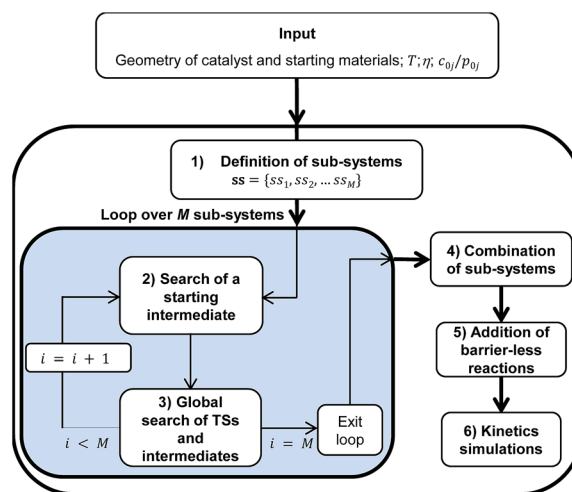 Input
Geometry of catalyst and starting materials; T; η; c₀ⱼ/p₀ⱼ
1) Definition of sub-systems
ss = {ss₁, ss₂, … ss_M}
Loop over M sub-systems
2) Search of a
starting
intermediate
i = i + 1
3) Global
search of TSs
and
intermediates
i < M
i = M
Exit
loop
4) Combination
of sub-systems
5) Addition of
barrier-less
reactions
6) Kinetics
simulations